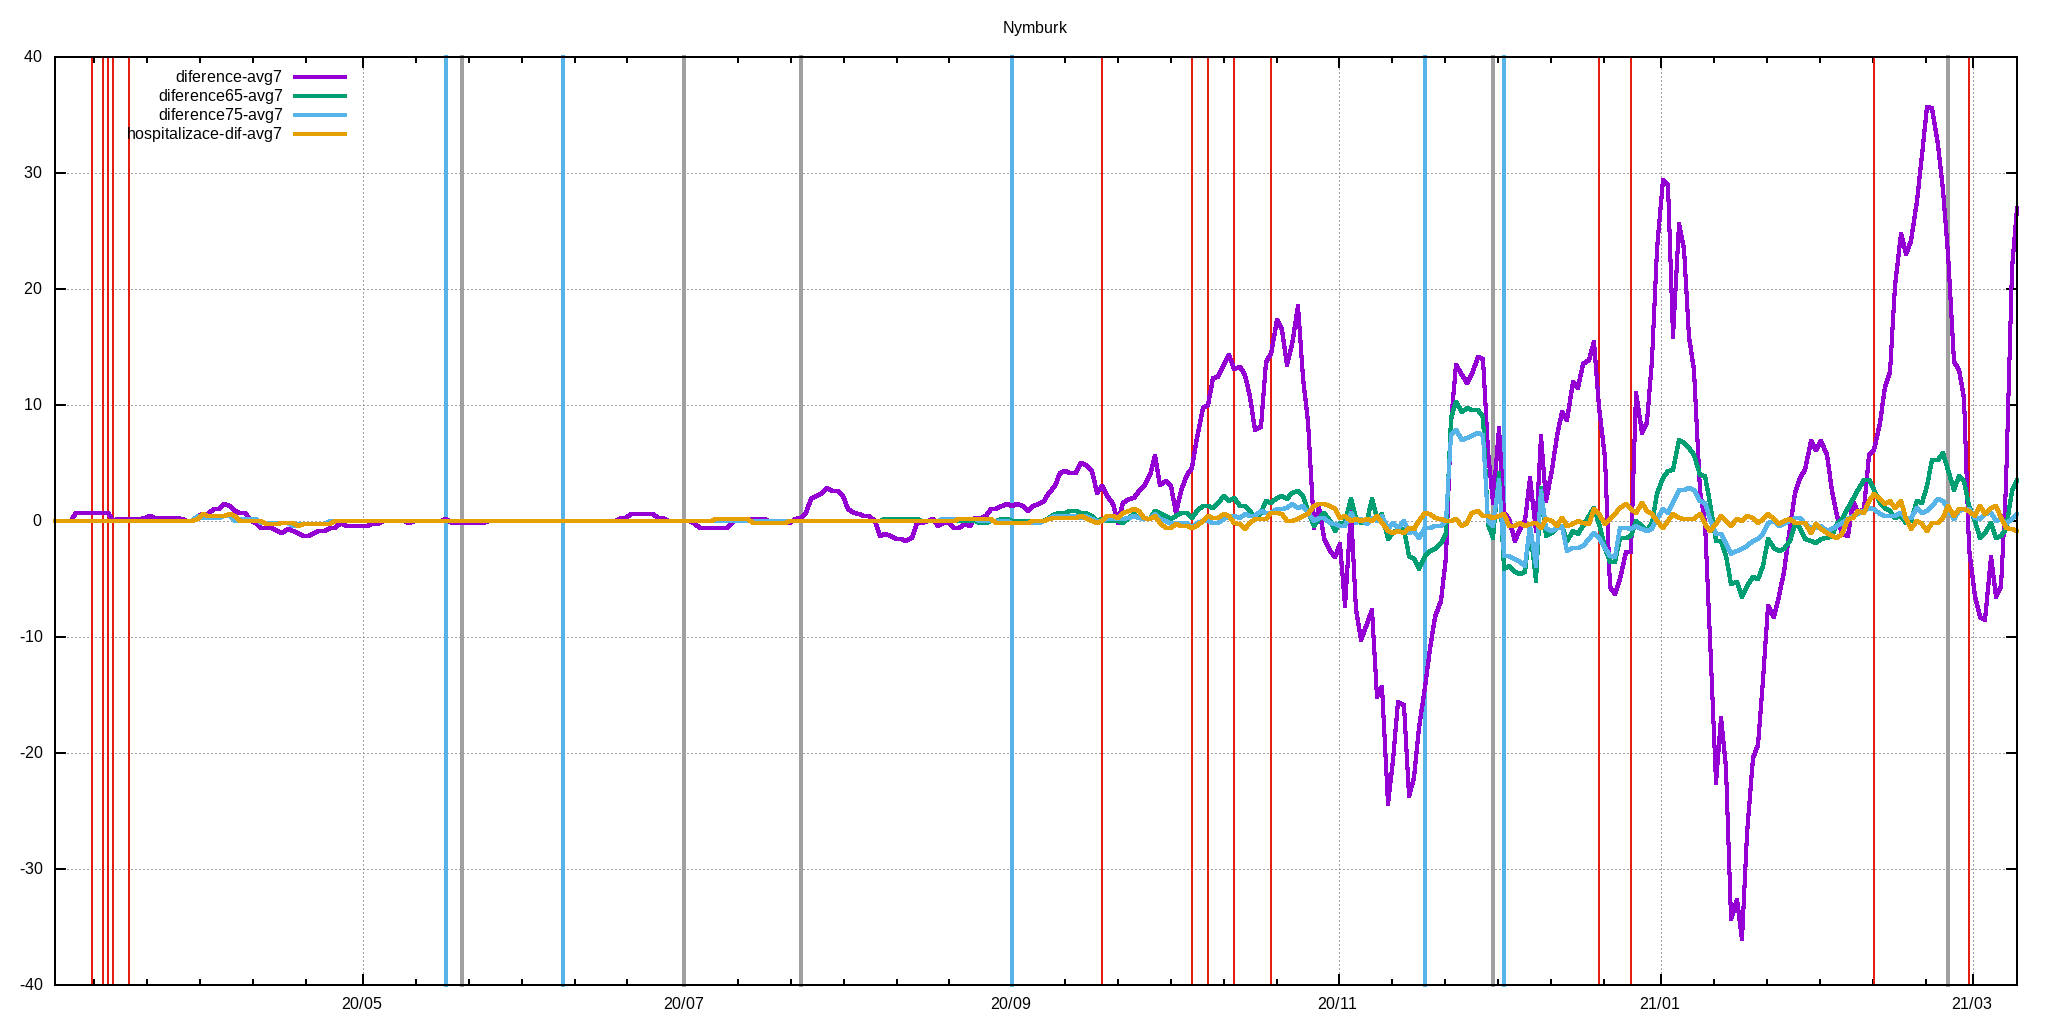 Nymburk
diference-avg7
diference65-avg7
diference75-avg7
hospitalizace-dif-avg7
40
30
20
10
0
-10
-20
-30
-40
20/05 20/07 20/09 20/11 21/01 21/03